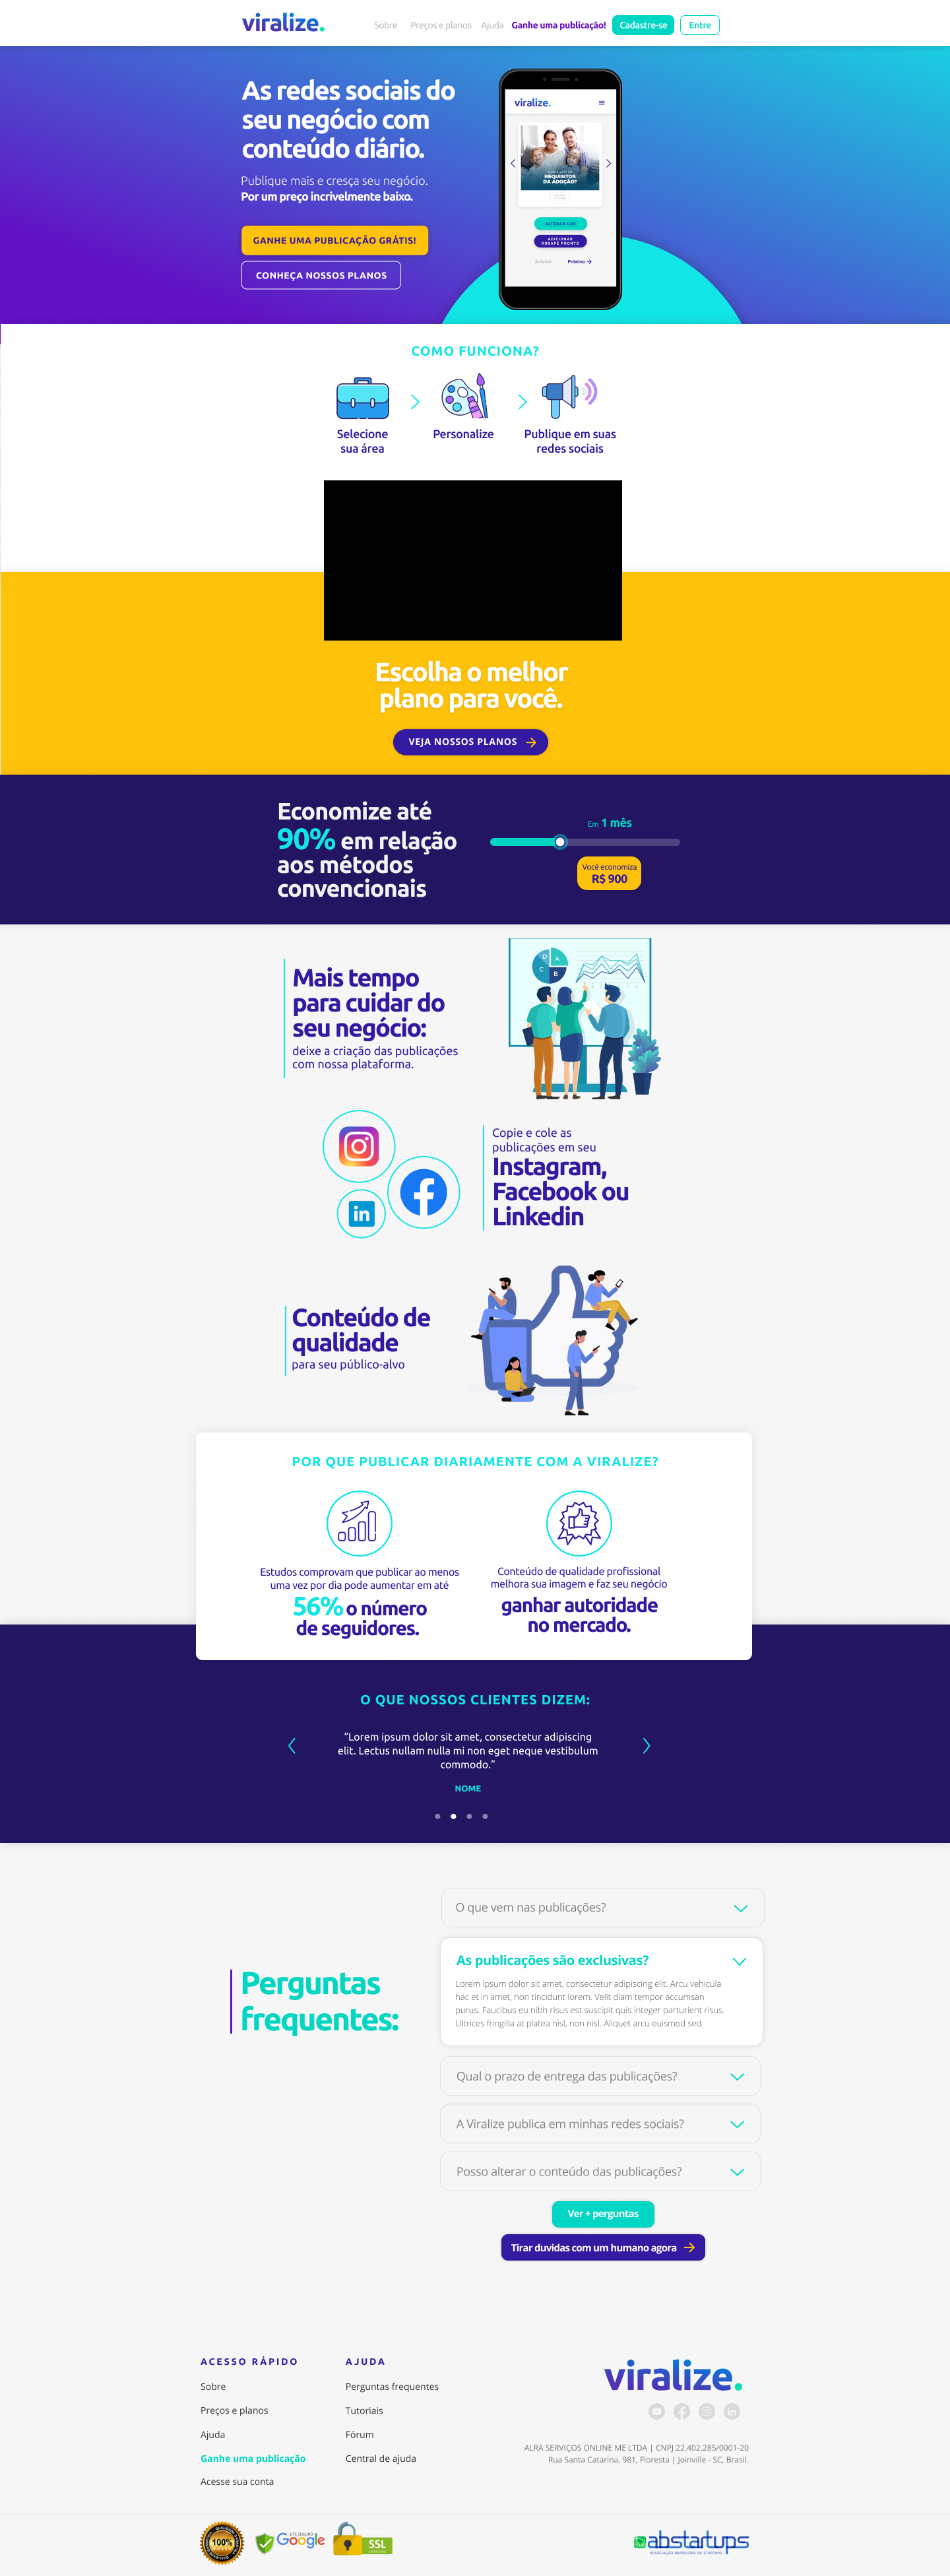 viralize.
Sobre Preços e planos Ajuda Ganhe uma publicação! Cadastre-se Entre
As redes sociais do
seu negócio com
conteúdo diário.
Publique mais e cresça seu negócio.
Por um preço incrivelmente baixo.
GANHE UMA PUBLICAÇÃO GRÁTIS!
CONHEÇA NOSSOS PLANOS
viralize.
REQUISITOS
DA ADOÇÃO?
ALTERAR COR
ADICIONAR
RODAPÉ PRONTO
Anterior Próximo
COMO FUNCIONA?
Selecione
sua área
Personalize
Publique em suas
redes sociais
Escolha o melhor
plano para você.
VEJA NOSSOS PLANOS
Economize até
90% em relação
aos métodos
convencionais
Em 1 mês
Você economiza
R$ 900
Mais tempo
para cuidar do
seu negócio:
deixe a criação das publicações
com nossa plataforma.
D A
C B
Copie e cole as
publicações em seu
Instagram,
Facebook ou
Linkedin
in
Conteúdo de
qualidade
para seu público-alvo
POR QUE PUBLICAR DIARIAMENTE COM A VIRALIZE?
Estudos comprovam que publicar ao menos
uma vez por dia pode aumentar em até
56% o número
de seguidores.
Conteúdo de qualidade profissional
melhora sua imagem e faz seu negócio
ganhar autoridade
no mercado.
O QUE NOSSOS CLIENTES DIZEM:
“Lorem ipsum dolor sit amet, consectetur adipiscing
elit. Lectus nullam nulla mi non eget neque vestibulum
commodo.”
NOME
Perguntas
frequentes:
O que vem nas publicações?
As publicações são exclusivas?
Lorem ipsum dolor sit amet, consectetur adipiscing elit. Arcu vehicula
hac et in amet, non tincidunt lorem. Velit diam tempor accumsan
purus. Faucibus eu nibh risus est suscipit quis integer parturient risus.
Ultrices fringilla at platea nisl, non nisl. Aliquet arcu euismod sed
Qual o prazo de entrega das publicações?
A Viralize publica em minhas redes sociais?
Posso alterar o conteúdo das publicações?
Ver + perguntas
Tirar duvidas com um humano agora
ACESSO RÁPIDO
Sobre
Preços e planos
Ajuda
Ganhe uma publicação
Acesse sua conta
AJUDA
Perguntas frequentes
Tutoriais
Fórum
Central de ajuda
viralize.
in
ALRA SERVIÇOS ONLINE ME LTDA | CNPJ 22.402.285/0001-20
Rua Santa Catarina, 981, Floresta | Joinville - SC, Brasil.
100%
SITE SEGURO
Google
SSL
abstartups
ASSOCIAÇÃO BRASILEIRA DE STARTUPS